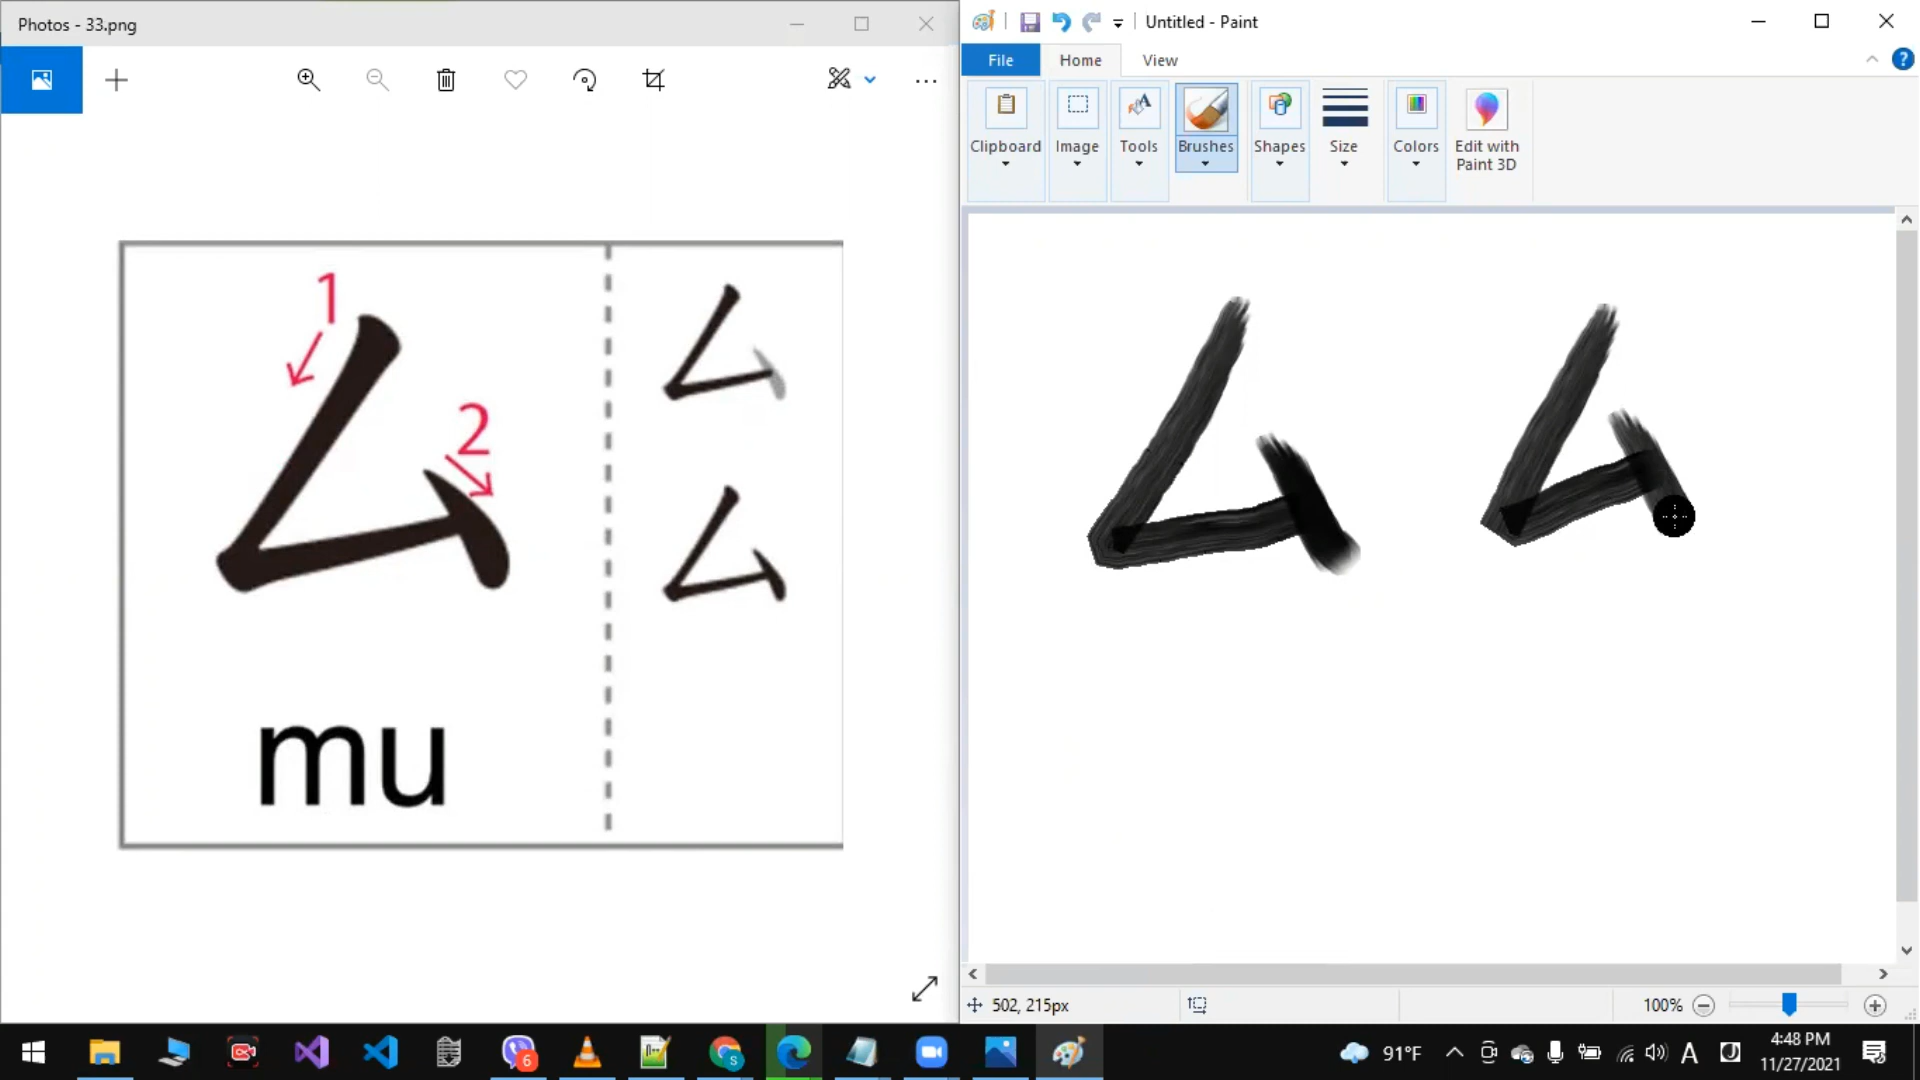 Photos - 33.png
Untitled - Paint
File Home View
Clipboard Image Tools Brushes Shapes Size Colors Edit with
Paint 3D
1
2
ム
ム
ム
mu
ム ム
502, 215px
100%
6
S
91°F
A
4:48 PM
11/27/2021